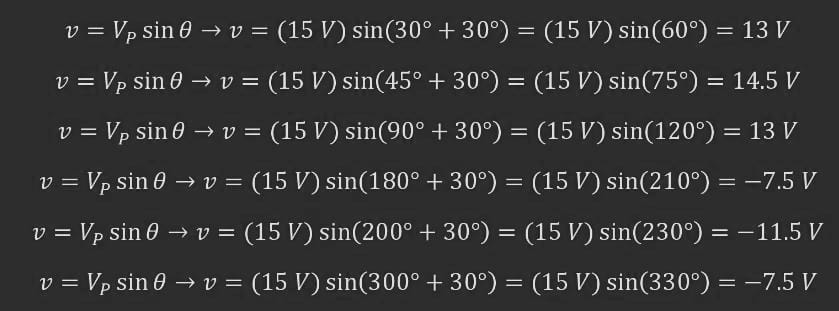 v = V_P sin θ → v = (15 V) sin(30° + 30°) = (15 V) sin(60°) = 13 V
v = V_P sin θ → v = (15 V) sin(45° + 30°) = (15 V) sin(75°) = 14.5 V
v = V_P sin θ → v = (15 V) sin(90° + 30°) = (15 V) sin(120°) = 13 V
v = V_P sin θ → v = (15 V) sin(180° + 30°) = (15 V) sin(210°) = −7.5 V
v = V_P sin θ → v = (15 V) sin(200° + 30°) = (15 V) sin(230°) = −11.5 V
v = V_P sin θ → v = (15 V) sin(300° + 30°) = (15 V) sin(330°) = −7.5 V